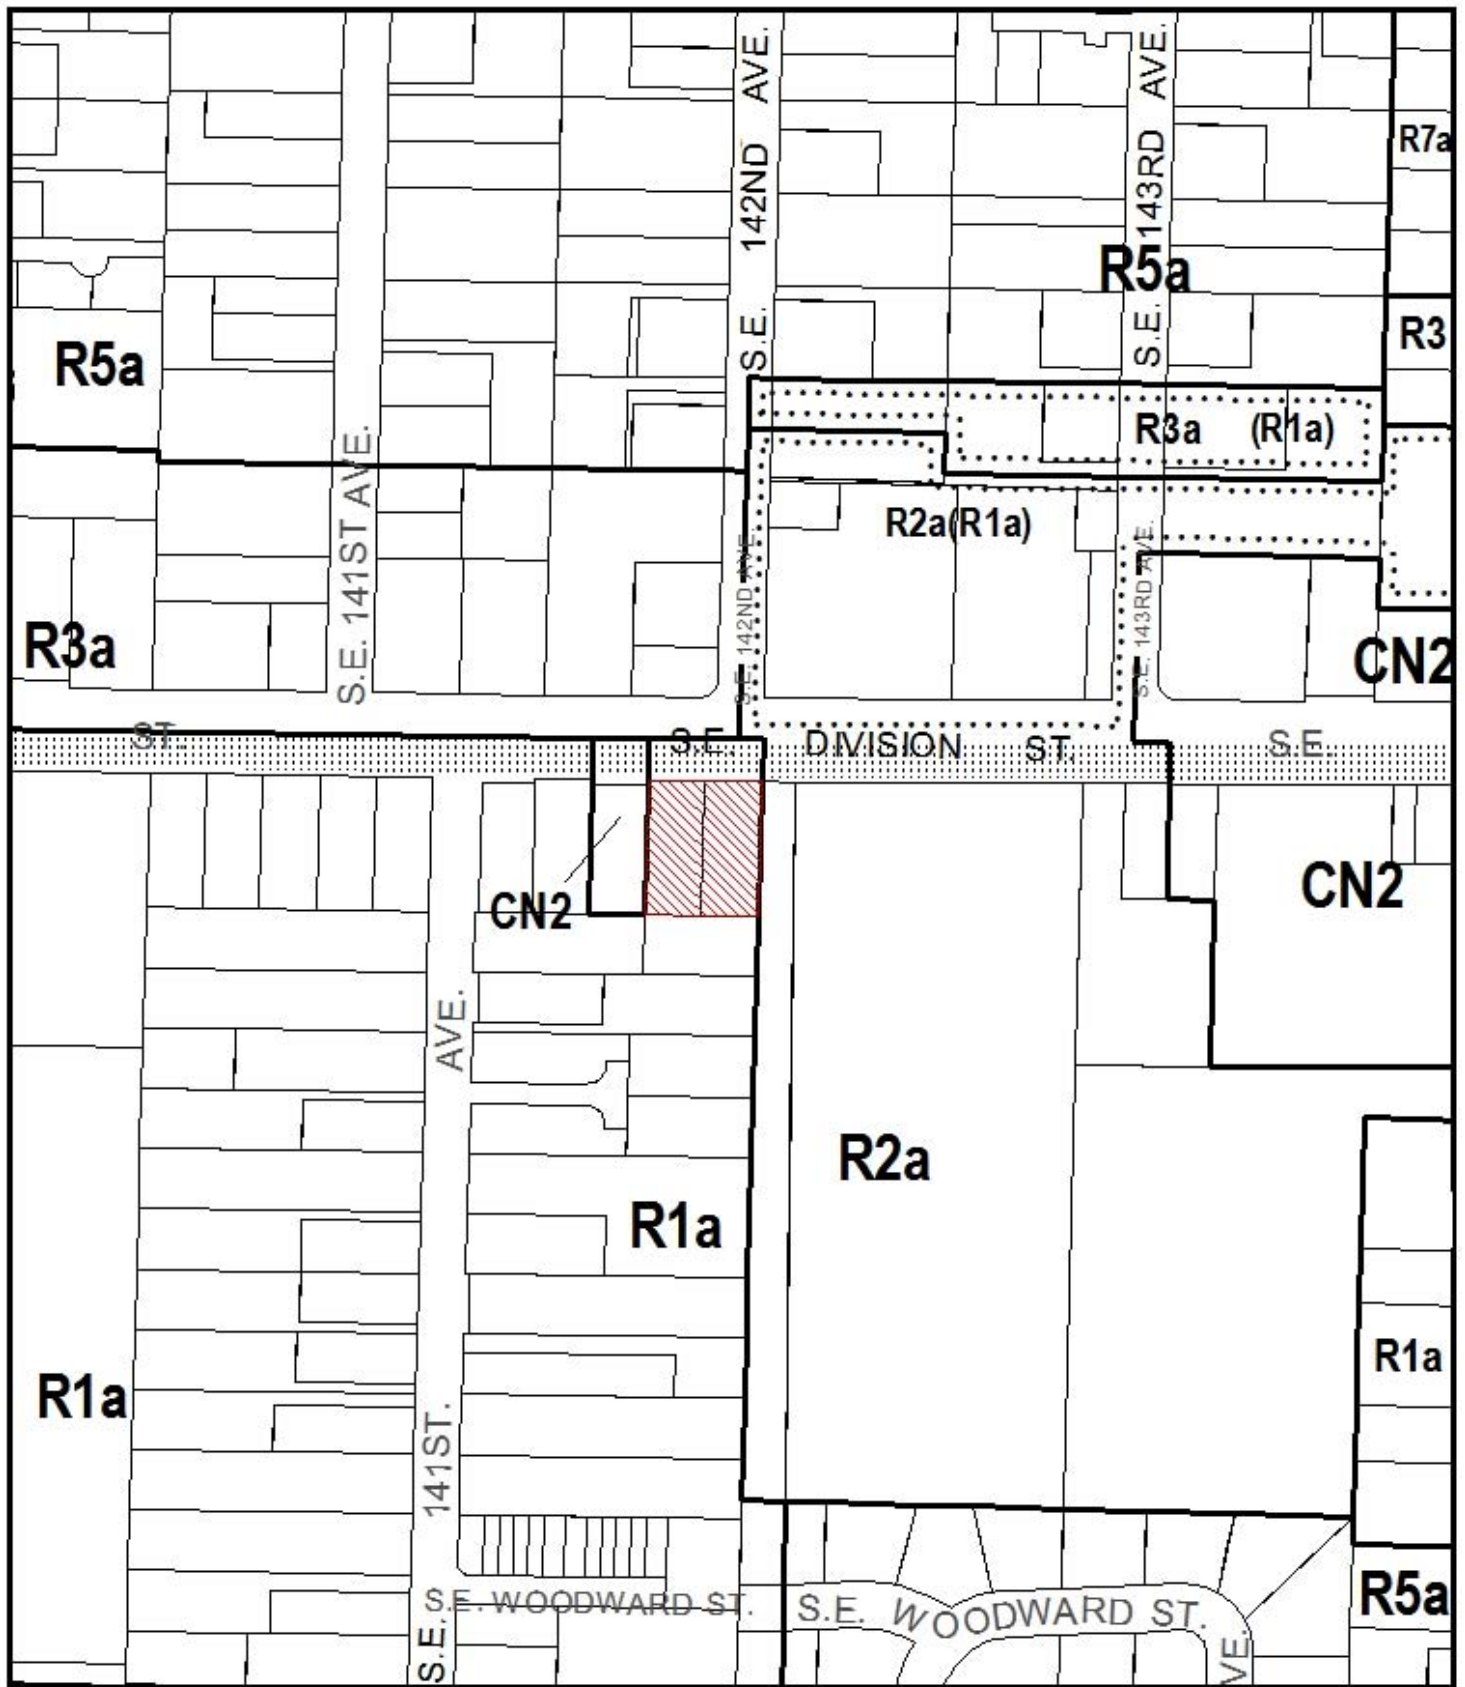 S.E. 142ND AVE.
S.E. 143RD AVE.
R7a
R5a
R3
R5a
R3a (R1a)
R2a(R1a)
S.E. 141ST AVE.
S.E. 142ND AVE.
S.E. 143RD AVE.
R3a
CN2
ST.
S.E. DIVISION ST.
S.E.
CN2
CN2
R2a
R1a
R1a
R1a
S.E. 141ST. AVE.
R5a
S.E. WOODWARD ST.
S.E. WOODWARD ST.
VE.